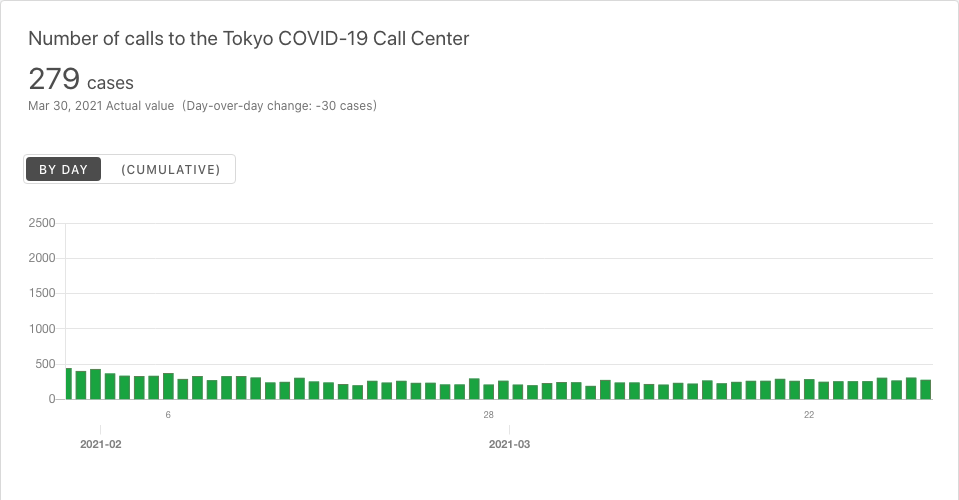 Number of calls to the Tokyo COVID-19 Call Center
279 cases
Mar 30, 2021 Actual value (Day-over-day change: -30 cases)
BY DAY (CUMULATIVE)
2500
2000
1500
1000
500
0
6 28 22
2021-02 2021-03